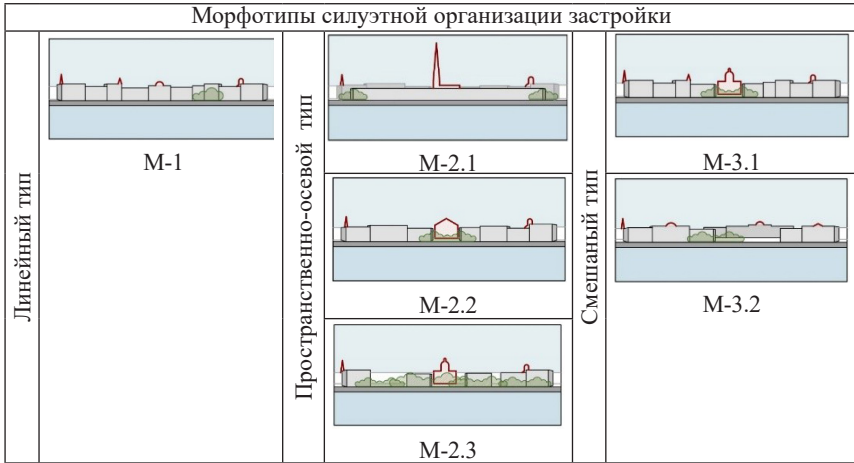 Морфотипы силуэтной организации застройки
Линейный тип
М-1
Пространственно-осевой тип
М-2.1
М-2.2
М-2.3
Смешаный тип
М-3.1
М-3.2